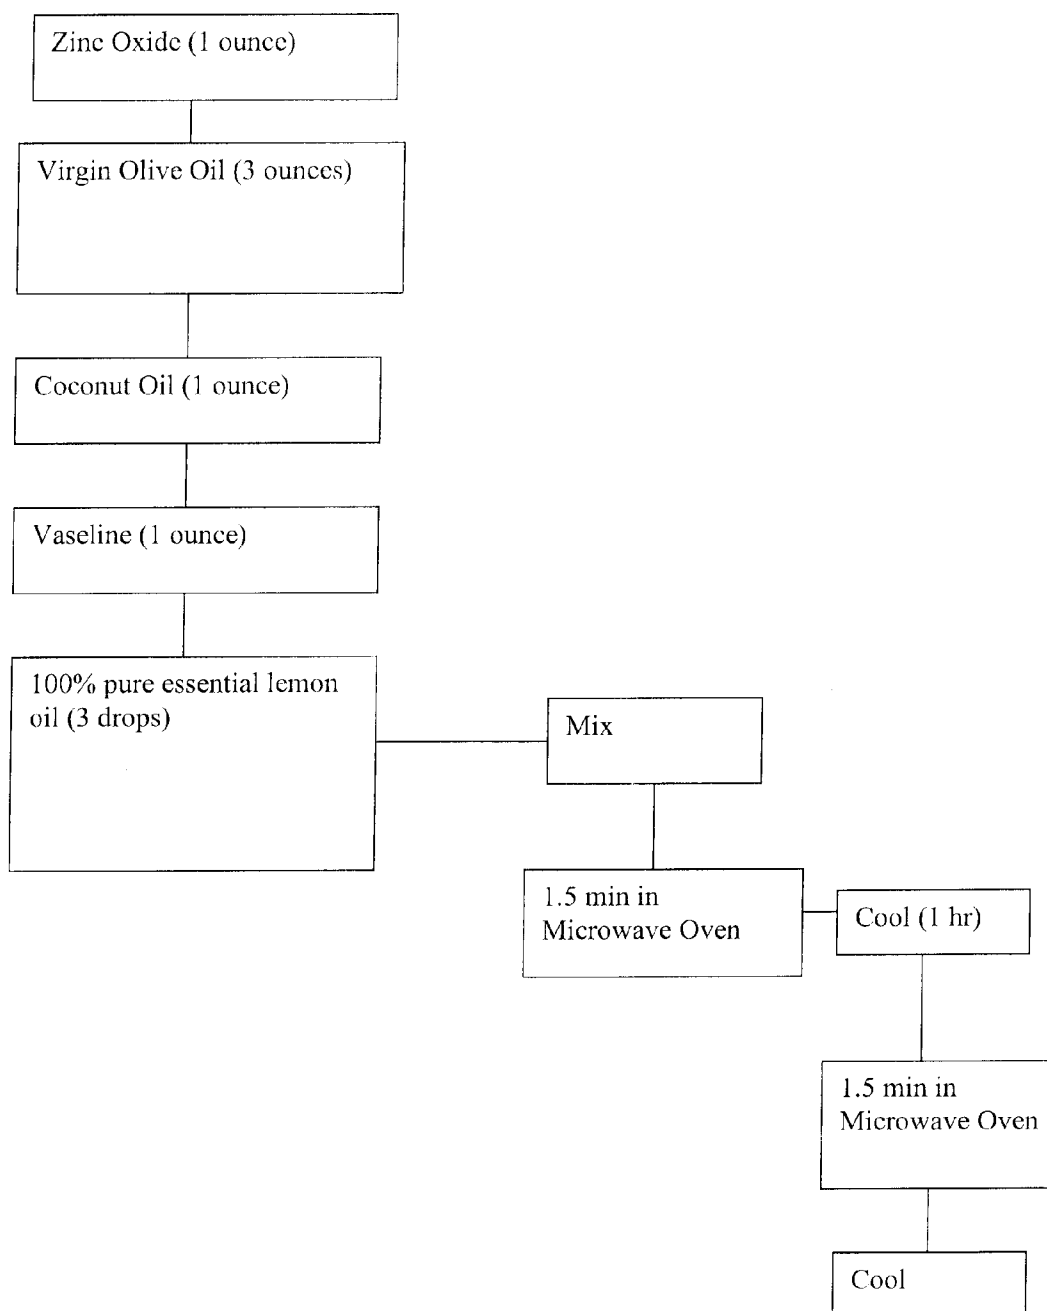 Zinc Oxide (1 ounce)
Virgin Olive Oil (3 ounces)
Coconut Oil (1 ounce)
Vaseline (1 ounce)
100% pure essential lemon
oil (3 drops)
Mix
1.5 min in
Microwave Oven
Cool (1 hr)
1.5 min in
Microwave Oven
Cool